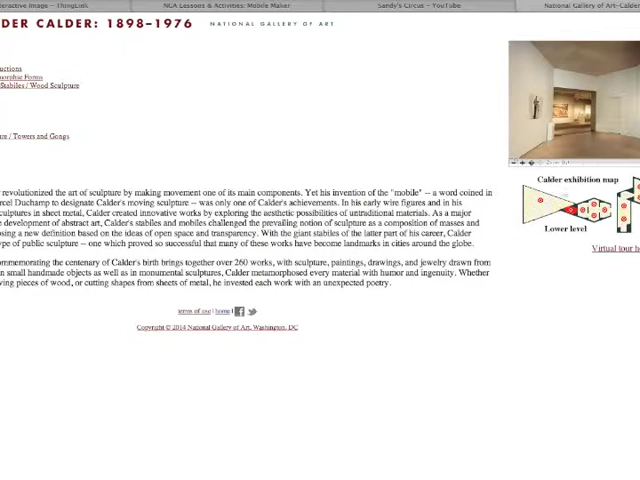 eractive Image – ThingLink
NGA Lessons & Activities: Mobile Maker
Sandy's Circus – YouTube
National Gallery of Art–Calder
DER CALDER: 1898–1976
NATIONAL GALLERY OF ART
uctions
morphic Forms
Stabiles / Wood Sculpture
re / Towers and Gongs
r revolutionized the art of sculpture by making movement one of its main components. Yet his invention of the "mobile" -- a word coined in
rcel Duchamp to designate Calder's moving sculpture -- was only one of Calder's achievements. In his early wire figures and in his
ulptures in sheet metal, Calder created innovative works by exploring the aesthetic possibilities of untraditional materials. As a major
e development of abstract art, Calder's stabiles and mobiles challenged the prevailing notion of sculpture as a composition of masses and
osing a new definition based on the ideas of open space and transparency. With the giant stabiles of the latter part of his career, Calder
ype of public sculpture -- one which proved so successful that many of these works have become landmarks in cities around the globe.
ommemorating the centenary of Calder's birth brings together over 260 works, with sculpture, paintings, drawings, and jewelry drawn from
n small handmade objects as well as in monumental sculptures, Calder metamorphosed every material with humor and ingenuity. Whether
ving pieces of wood, or cutting shapes from sheets of metal, he invested each work with an unexpected poetry.
terms of use | home |
Copyright © 2014 National Gallery of Art, Washington, DC
Calder exhibition map
Lower level
Virtual tour h